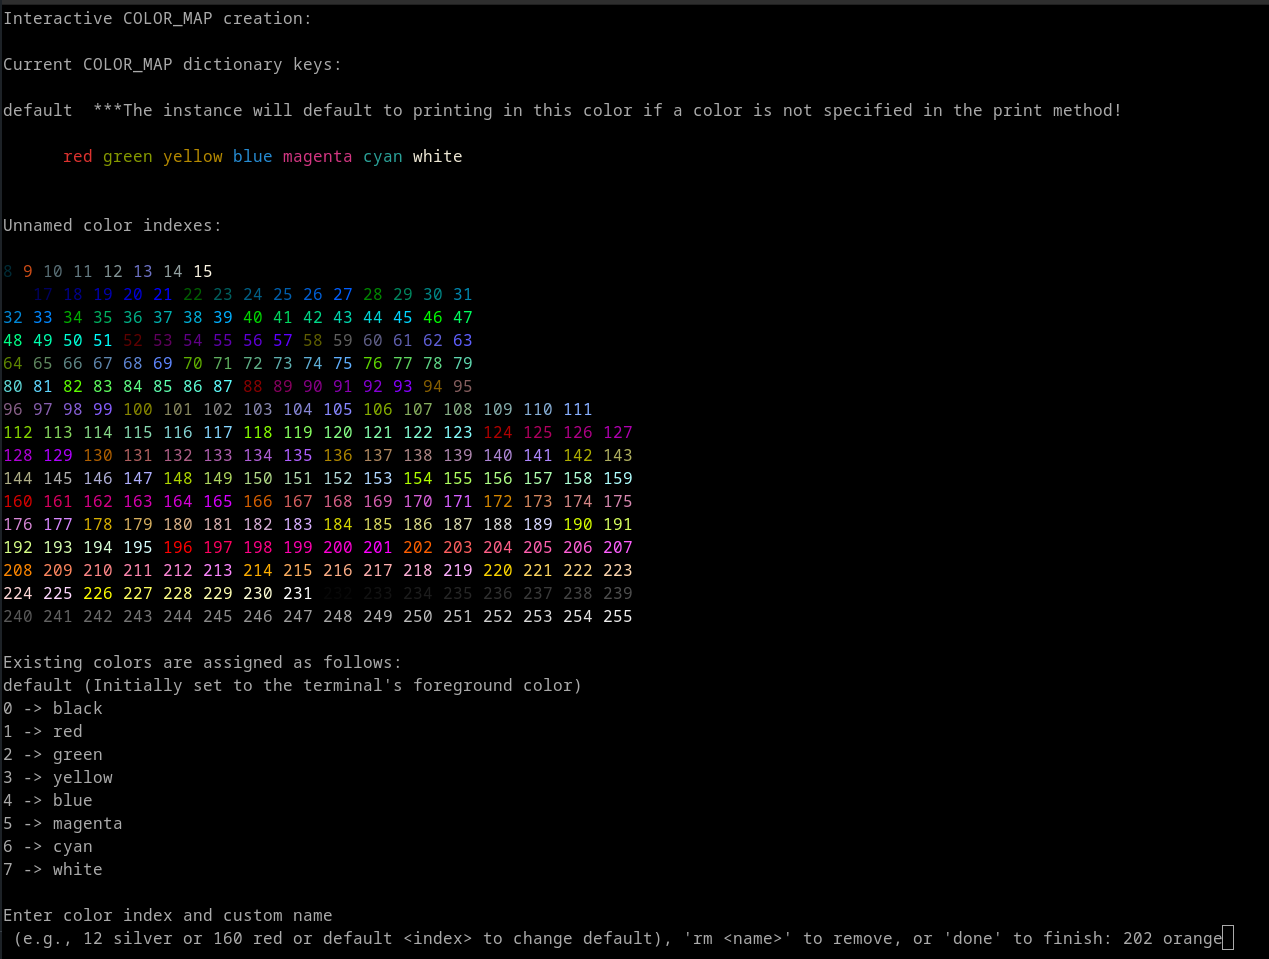 Interactive COLOR_MAP creation:
Current COLOR_MAP dictionary keys:
default  ***The instance will default to printing in this color if a color is not specified in the print method!
red green yellow blue magenta cyan white
Unnamed color indexes:
8 9 10 11 12 13 14 15
17 18 19 20 21 22 23 24 25 26 27 28 29 30 31
32 33 34 35 36 37 38 39 40 41 42 43 44 45 46 47
48 49 50 51 52 53 54 55 56 57 58 59 60 61 62 63
64 65 66 67 68 69 70 71 72 73 74 75 76 77 78 79
80 81 82 83 84 85 86 87 88 89 90 91 92 93 94 95
96 97 98 99 100 101 102 103 104 105 106 107 108 109 110 111
112 113 114 115 116 117 118 119 120 121 122 123 124 125 126 127
128 129 130 131 132 133 134 135 136 137 138 139 140 141 142 143
144 145 146 147 148 149 150 151 152 153 154 155 156 157 158 159
160 161 162 163 164 165 166 167 168 169 170 171 172 173 174 175
176 177 178 179 180 181 182 183 184 185 186 187 188 189 190 191
192 193 194 195 196 197 198 199 200 201 202 203 204 205 206 207
208 209 210 211 212 213 214 215 216 217 218 219 220 221 222 223
224 225 226 227 228 229 230 231 232 233 234 235 236 237 238 239
240 241 242 243 244 245 246 247 248 249 250 251 252 253 254 255
Existing colors are assigned as follows:
default (Initially set to the terminal's foreground color)
0 -> black
1 -> red
2 -> green
3 -> yellow
4 -> blue
5 -> magenta
6 -> cyan
7 -> white
Enter color index and custom name
(e.g., 12 silver or 160 red or default <index> to change default), 'rm <name>' to remove, or 'done' to finish: 202 orange